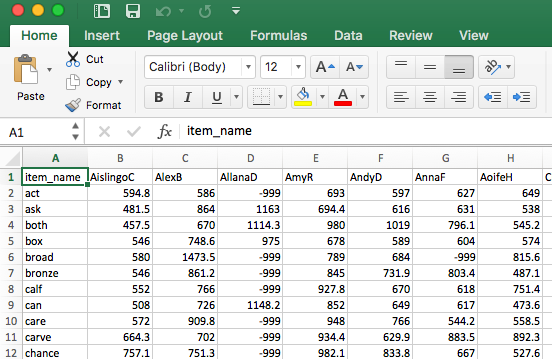 Home Insert Page Layout Formulas Data Review View
Cut
Copy
Paste
Format
Calibri (Body) 12 A A
B I U A
ab
A1 fx item_name
A B C D E F G H
1 item_name AislingoC AlexB AllanaD AmyR AndyD AnnaF AoifeH C
2 act 594.8 586 -999 693 597 627 649
3 ask 481.5 864 1163 694.4 616 631 538
4 both 457.5 670 1114.3 980 1019 796.1 545.2
5 box 546 748.6 975 678 589 604 574
6 broad 580 1473.5 -999 789 684 -999 815.6
7 bronze 546 861.2 -999 845 731.9 803.4 487.1
8 calf 552 766 -999 927.8 670 618 751.4
9 can 508 726 1148.2 852 649 617 473.6
10 care 572 909.8 -999 948 766 544.2 558.5
11 carve 664.3 702 -999 934.4 629.9 883.5 892.3
12 chance 757.1 751.3 -999 982.1 833.8 667 527.6